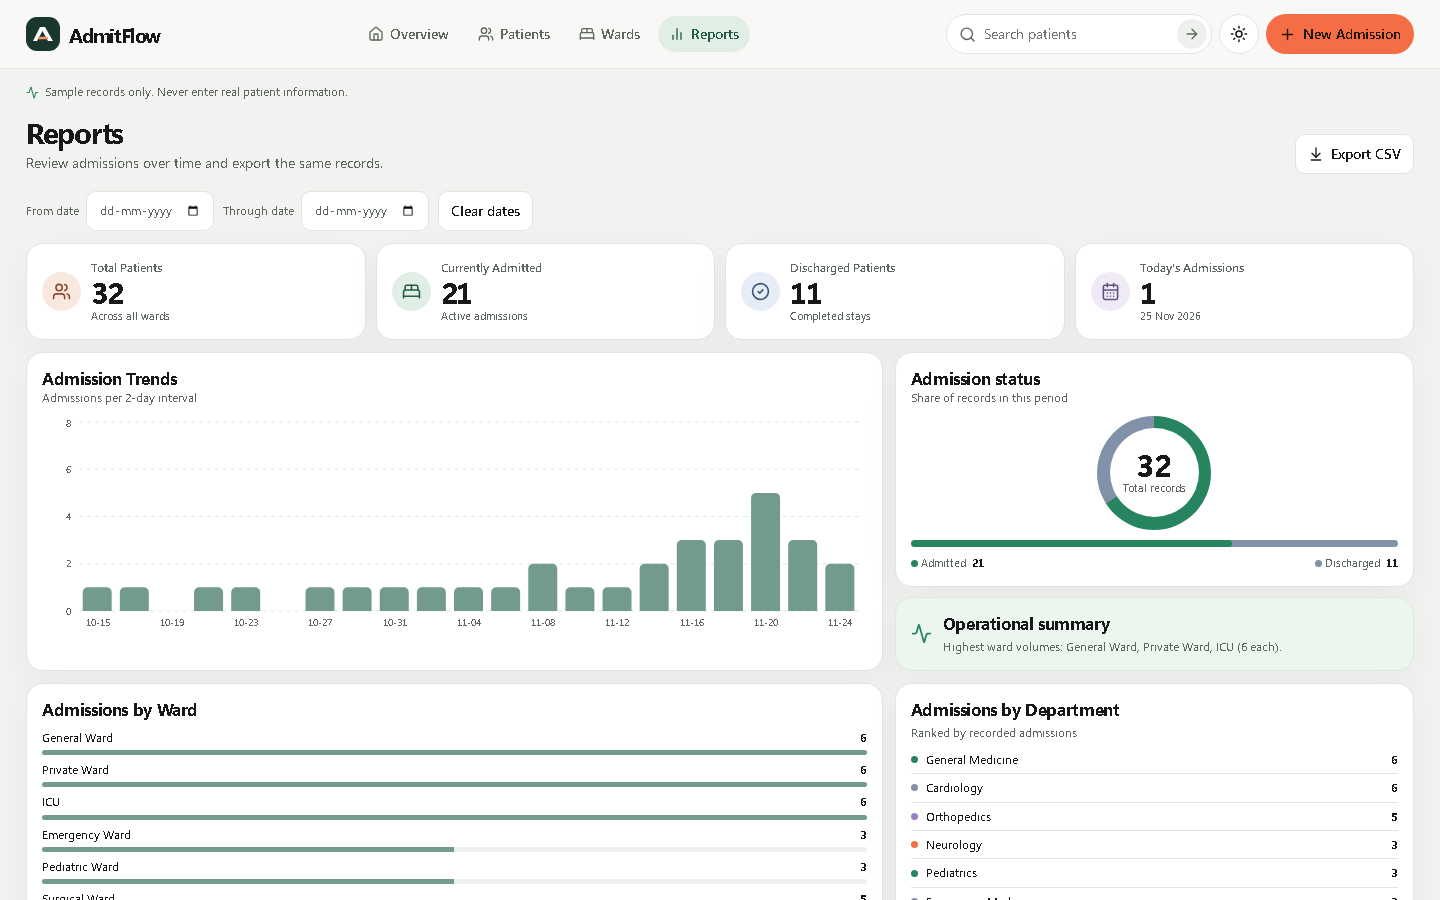 AdmitFlow
Overview
Patients
Wards
Reports
Search patients
New Admission
Sample records only. Never enter real patient information.
Reports
Review admissions over time and export the same records.
Export CSV
From date
dd-mm-yyyy
Through date
dd-mm-yyyy
Clear dates
Total Patients
32
Across all wards
Currently Admitted
21
Active admissions
Discharged Patients
11
Completed stays
Today's Admissions
1
25 Nov 2026
Admission Trends
Admissions per 2-day interval
8
6
4
2
0
10-15
10-19
10-23
10-27
10-31
11-04
11-08
11-12
11-16
11-20
11-24
Admission status
Share of records in this period
32
Total records
Admitted 21
Discharged 11
Operational summary
Highest ward volumes: General Ward, Private Ward, ICU (6 each).
Admissions by Ward
General Ward 6
Private Ward 6
ICU 6
Emergency Ward 3
Pediatric Ward 3
Surgical Ward 5
Admissions by Department
Ranked by recorded admissions
General Medicine 6
Cardiology 6
Orthopedics 5
Neurology 3
Pediatrics 3